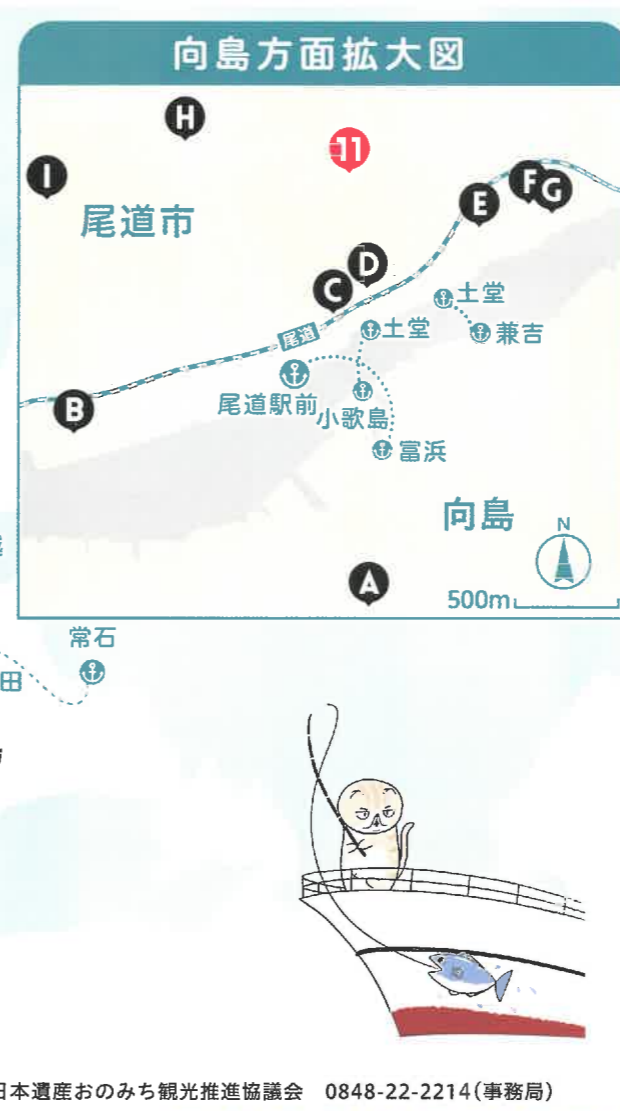 向島方面拡大図
H
11
I
F
G
E
尾道市
D
C
土堂
土堂
兼吉
尾道
尾道駅前
小歌島
B
富浜
向島
N
A
500m
常石
田
日本遺産おのみち観光推進協議会 0848-22-2214(事務局)